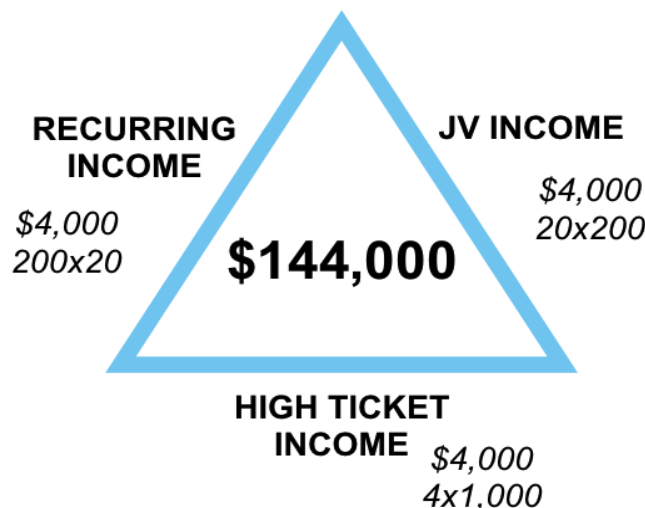 RECURRING
INCOME
$4,000
200x20
JV INCOME
$4,000
20x200
$144,000
HIGH TICKET
INCOME
$4,000
4x1,000